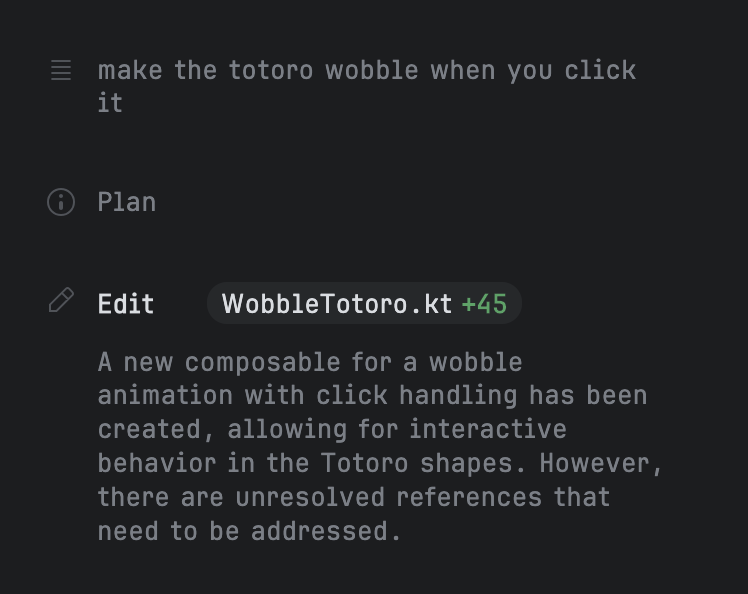 make the totoro wobble when you click
it
Plan
Edit WobbleTotoro.kt +45
A new composable for a wobble
animation with click handling has been
created, allowing for interactive
behavior in the Totoro shapes. However,
there are unresolved references that
need to be addressed.